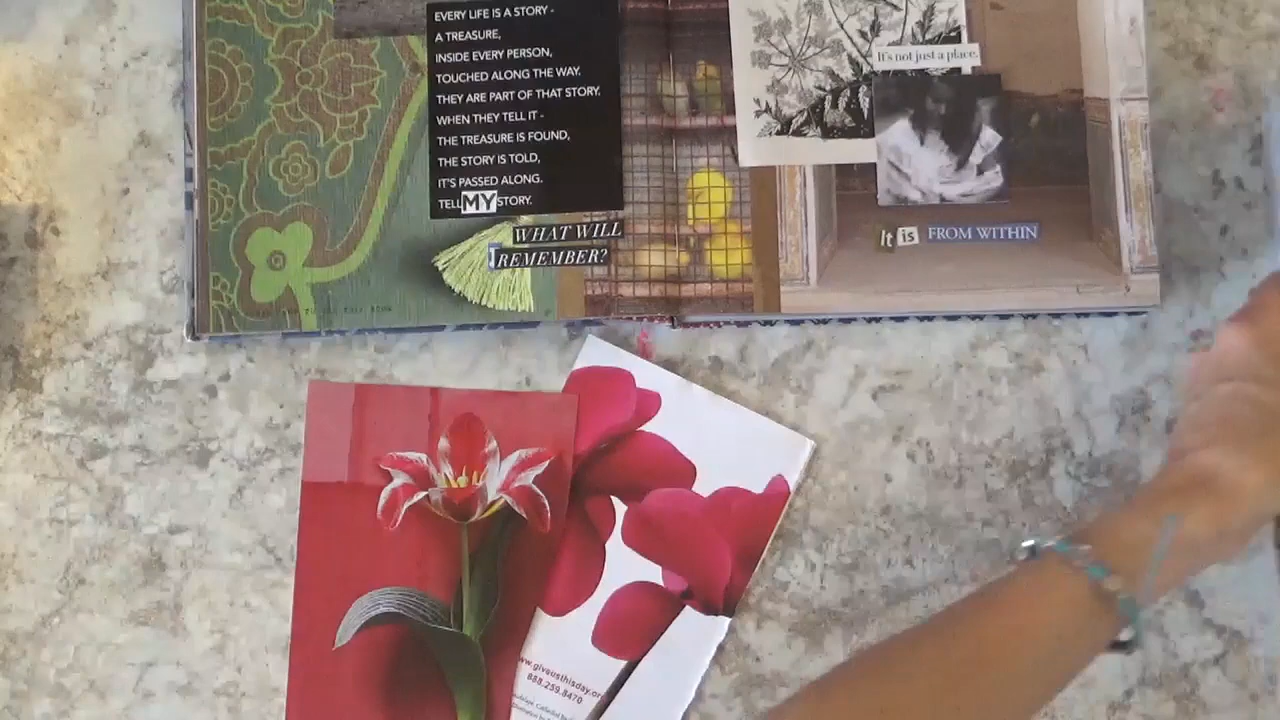 EVERY LIFE IS A STORY -
A TREASURE,
INSIDE EVERY PERSON,
TOUCHED ALONG THE WAY.
THEY ARE PART OF THAT STORY.
WHEN THEY TELL IT -
THE TREASURE IS FOUND,
THE STORY IS TOLD,
IT'S PASSED ALONG.
TELL MY STORY.
WHAT WILL
I REMEMBER?
It's not just a place.
It is FROM WITHIN
www.giveusthisday.org
888.259.8470